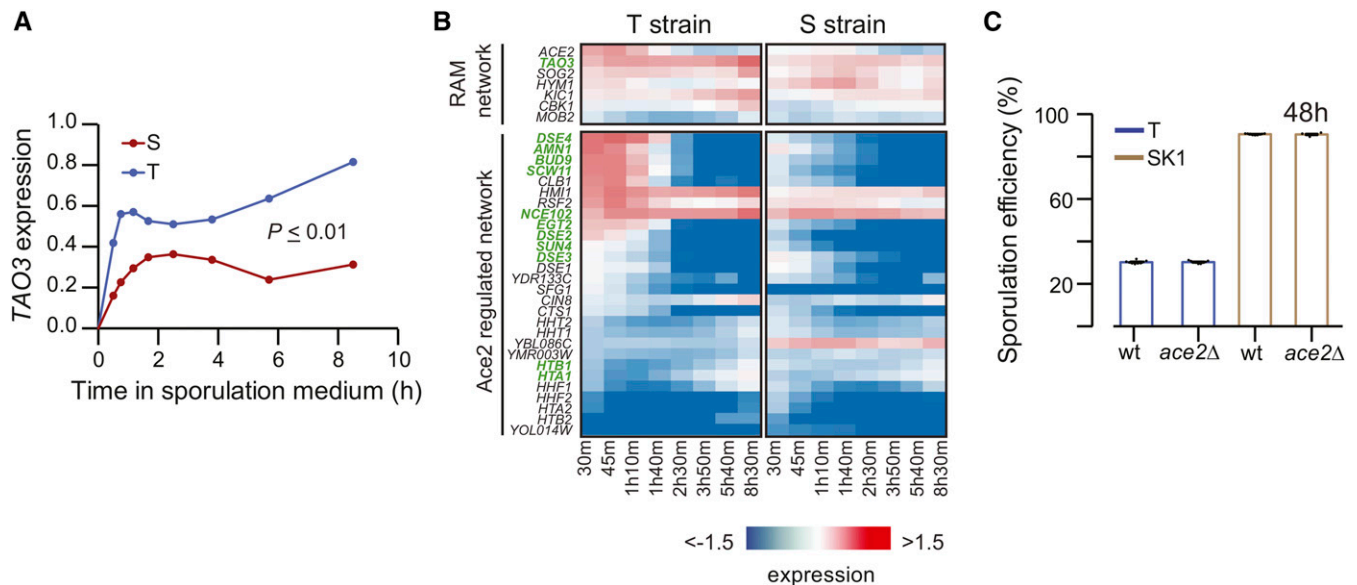 A
TAO3 expression
1.0
0.8
0.6
0.4
0.2
0.0
S
T
P ≤ 0.01
0 2 4 6 8 10
Time in sporulation medium (h)
B
T strain S strain
RAM network
ACE2
TAO3
SOG2
HYM1
KIC1
CBK1
MOB2
Ace2 regulated network
DSE4
AMN1
BUD9
SCW11
CLB1
HMI1
RSF2
NCE102
EGT2
DSE2
SUN4
DSE3
DSE1
YDR133C
SFG1
CIN8
CTS1
HHT2
HHT1
YBL086C
YMR003W
HTB1
HTA1
HHF1
HHF2
HTA2
HTB2
YOL014W
30m 45m 1h10m 1h40m 2h30m 3h50m 5h40m 8h30m 30m 45m 1h10m 1h40m 2h30m 3h50m 5h40m 8h30m
<-1.5 >1.5
expression
C
Sporulation efficiency (%)
100
60
20
T
SK1
48h
wt ace2Δ wt ace2Δ